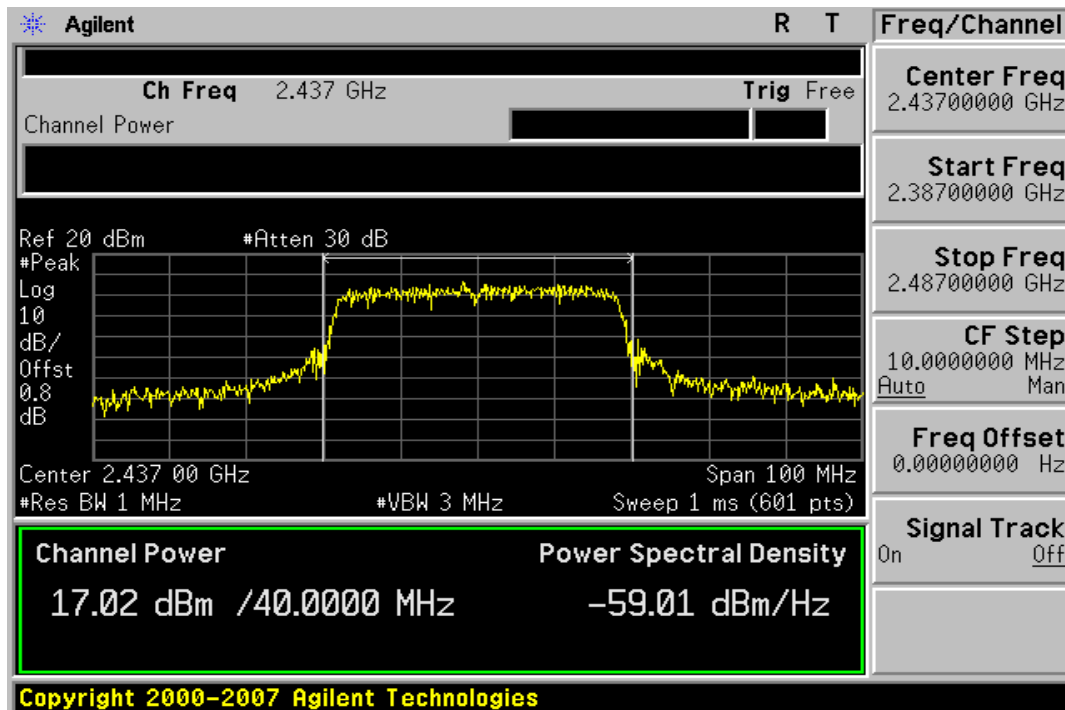 Agilent R T Freq/Channel
Ch Freq 2.437 GHz Trig Free
Channel Power
Center Freq
2.43700000 GHz
Start Freq
2.38700000 GHz
Stop Freq
2.48700000 GHz
CF Step
10.0000000 MHz
Auto Man
Freq Offset
0.00000000 Hz
Signal Track
On Off
Ref 20 dBm #Atten 30 dB
#Peak
Log
10
dB/
Offst
0.8
dB
Center 2.437 00 GHz Span 100 MHz
#Res BW 1 MHz #VBW 3 MHz Sweep 1 ms (601 pts)
Channel Power Power Spectral Density
17.02 dBm /40.0000 MHz -59.01 dBm/Hz
Copyright 2000-2007 Agilent Technologies